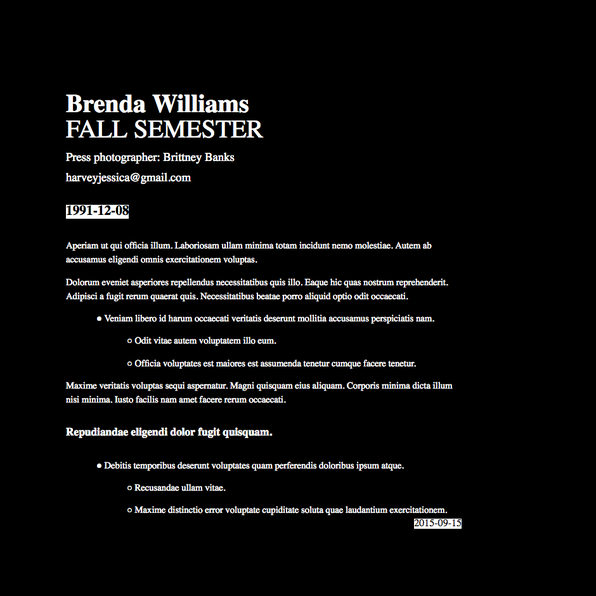 Brenda Williams
FALL SEMESTER
Press photographer: Brittney Banks
harveyjessica@gmail.com
1991-12-08
Aperiam ut qui officia illum. Laboriosam ullam minima totam incidunt nemo molestiae. Autem ab
accusamus eligendi omnis exercitationem voluptas.
Dolorum eveniet asperiores repellendus necessitatibus quis illo. Eaque hic quas nostrum reprehenderit.
Adipisci a fugit rerum quaerat quis. Necessitatibus beatae porro aliquid optio odit occaecati.
Veniam libero id harum occaecati veritatis deserunt mollitia accusamus perspiciatis nam.
Odit vitae autem voluptatem illo eum.
Officia voluptates est maiores est assumenda tenetur cumque facere tenetur.
Maxime veritatis voluptas sequi aspernatur. Magni quisquam eius aliquam. Corporis minima dicta illum
nisi minima. Iusto facilis nam amet facere rerum occaecati.
Repudiandae eligendi dolor fugit quisquam.
Debitis temporibus deserunt voluptates quam perferendis doloribus ipsum atque.
Recusandae ullam vitae.
Maxime distinctio error voluptate cupiditate soluta quae laudantium exercitationem.
2015-09-15